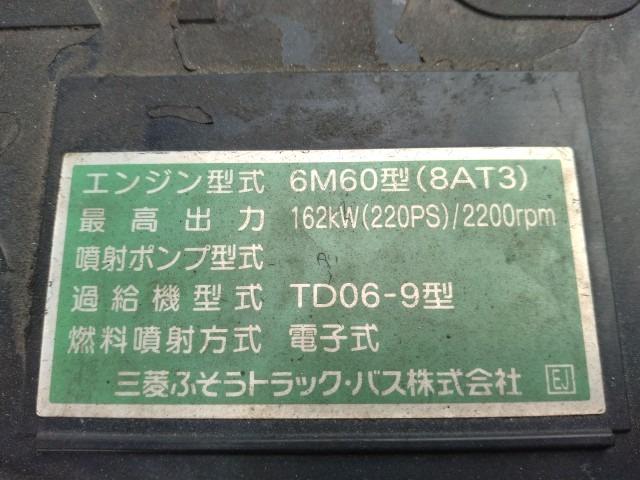 エンジン型式 6M60型(8AT3)
最高出力 162kW(220PS)/2200rpm
噴射ポンプ型式
過給機型式 TD06-9型
燃料噴射方式 電子式
三菱ふそうトラック・バス株式会社 EJ